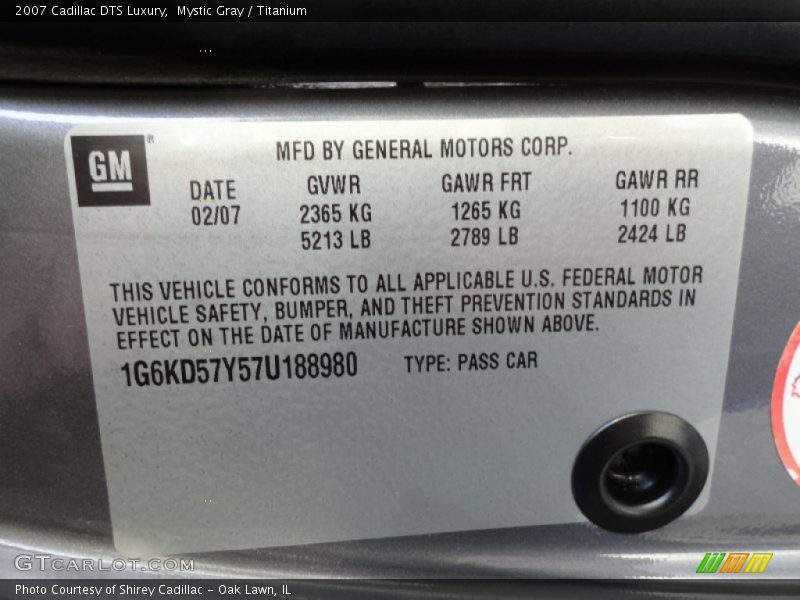 2007 Cadillac DTS Luxury,  Mystic Gray / Titanium
GM®
MFD BY GENERAL MOTORS CORP.
DATE GVWR GAWR FRT GAWR RR
02/07 2365 KG 1265 KG 1100 KG
5213 LB 2789 LB 2424 LB
THIS VEHICLE CONFORMS TO ALL APPLICABLE U.S. FEDERAL MOTOR
VEHICLE SAFETY, BUMPER, AND THEFT PREVENTION STANDARDS IN
EFFECT ON THE DATE OF MANUFACTURE SHOWN ABOVE.
1G6KD57Y57U188980 TYPE: PASS CAR
GTCarLot.com
Photo Courtesy of Shirey Cadillac - Oak Lawn, IL